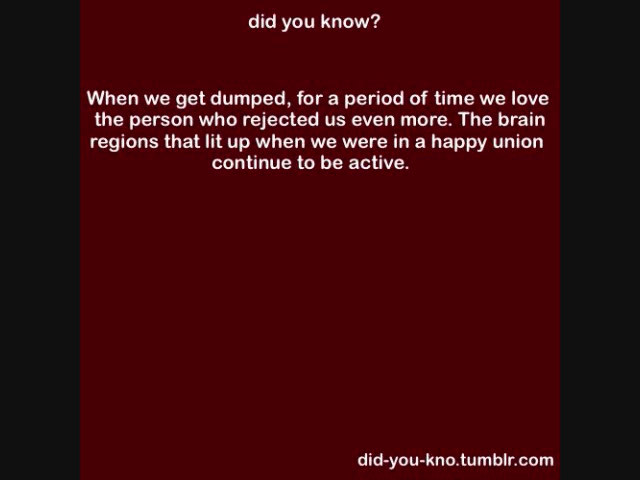 did you know?
When we get dumped, for a period of time we love
the person who rejected us even more. The brain
regions that lit up when we were in a happy union
continue to be active.
did-you-kno.tumblr.com